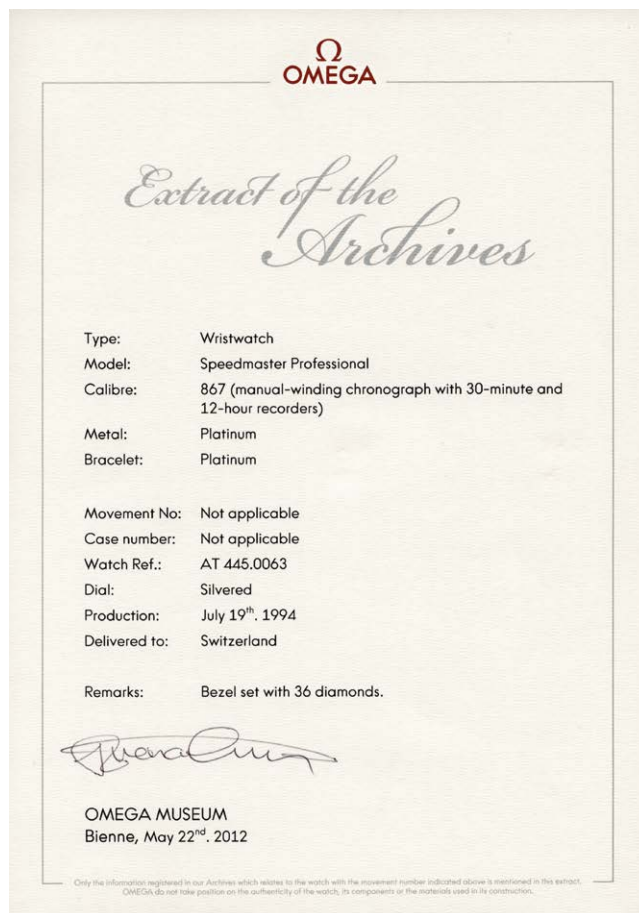 Ω
OMEGA
Extract of the
Archives
Type: Wristwatch
Model: Speedmaster Professional
Calibre: 867 (manual-winding chronograph with 30-minute and
12-hour recorders)
Metal: Platinum
Bracelet: Platinum
Movement No: Not applicable
Case number: Not applicable
Watch Ref.: AT 445.0063
Dial: Silvered
Production: July 19th. 1994
Delivered to: Switzerland
Remarks: Bezel set with 36 diamonds.
OMEGA MUSEUM
Bienne, May 22nd. 2012
Only the information registered in our Archives which relates to the watch with the movement number indicated above is mentioned in this extract.
OMEGA do not take position on the authenticity of the watch, its components or the materials used in its construction.